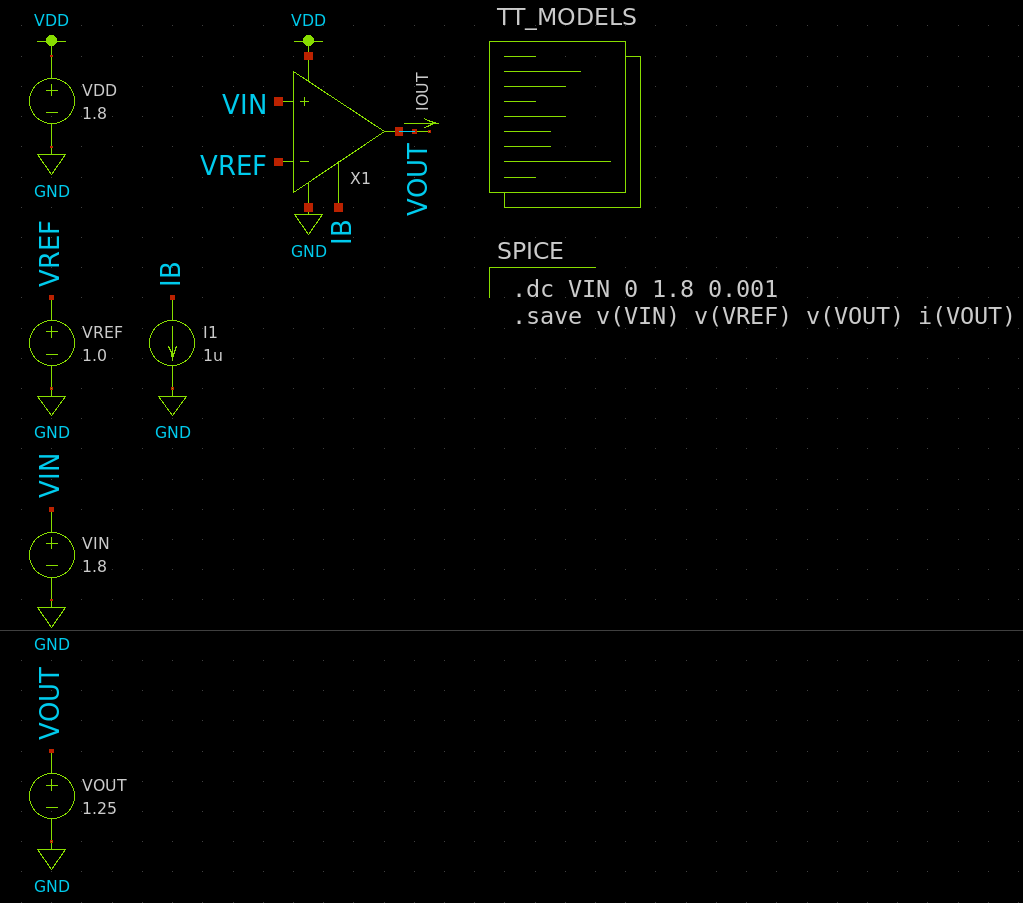 VDD
VDD
1.8
GND
VDD
VIN
+
VREF
X1
IOUT
VOUT
GND
IB
TT_MODELS
SPICE
.dc VIN 0 1.8 0.001
.save v(VIN) v(VREF) v(VOUT) i(VOUT)
VREF
VREF
1.0
GND
IB
I1
1u
GND
VIN
VIN
1.8
GND
VOUT
VOUT
1.25
GND